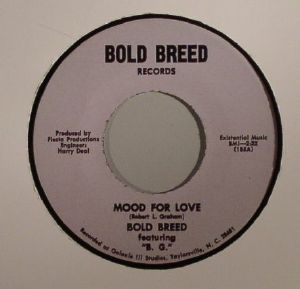 BOLD BREED
RECORDS
Produced by
Fiesta Productions
Engineer:
Harry Deal
Existential Music
BMI—2:52
(188A)
MOOD FOR LOVE
(Robert L. Graham)
BOLD BREED
featuring
"B. G."
Recorded at Galaxie III Studios, Taylorsville, N. C. 28681